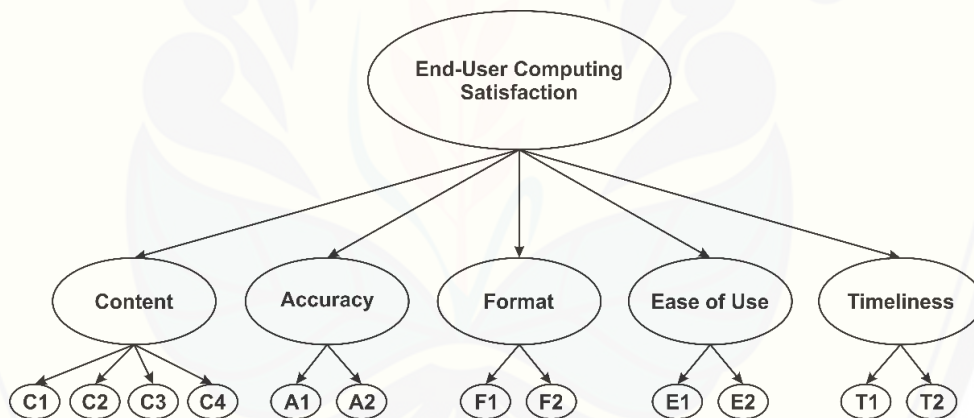 End-User Computing
Satisfaction
Content
Accuracy
Format
Ease of Use
Timeliness
C1
C2
C3
C4
A1
A2
F1
F2
E1
E2
T1
T2